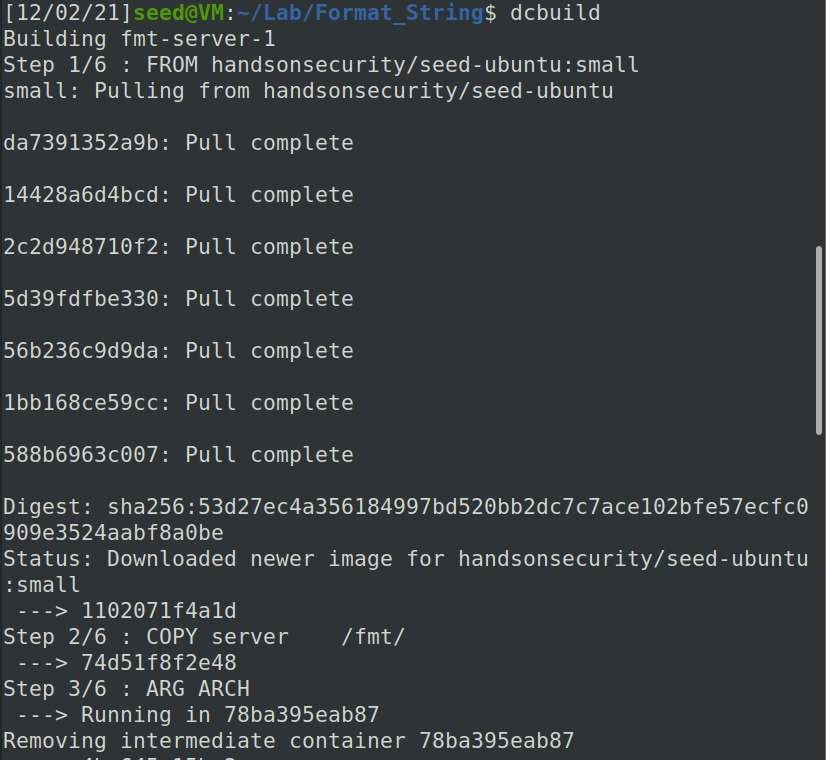 [12/02/21]seed@VM:~/Lab/Format_String$ dcbuild
Building fmt-server-1
Step 1/6 : FROM handsonsecurity/seed-ubuntu:small
small: Pulling from handsonsecurity/seed-ubuntu
da7391352a9b: Pull complete
14428a6d4bcd: Pull complete
2c2d948710f2: Pull complete
5d39fdfbe330: Pull complete
56b236c9d9da: Pull complete
1bb168ce59cc: Pull complete
588b6963c007: Pull complete
Digest: sha256:53d27ec4a356184997bd520bb2dc7c7ace102bfe57ecfc0
909e3524aabf8a0be
Status: Downloaded newer image for handsonsecurity/seed-ubuntu
:small
 ---> 1102071f4a1d
Step 2/6 : COPY server    /fmt/
 ---> 74d51f8f2e48
Step 3/6 : ARG ARCH
 ---> Running in 78ba395eab87
Removing intermediate container 78ba395eab87